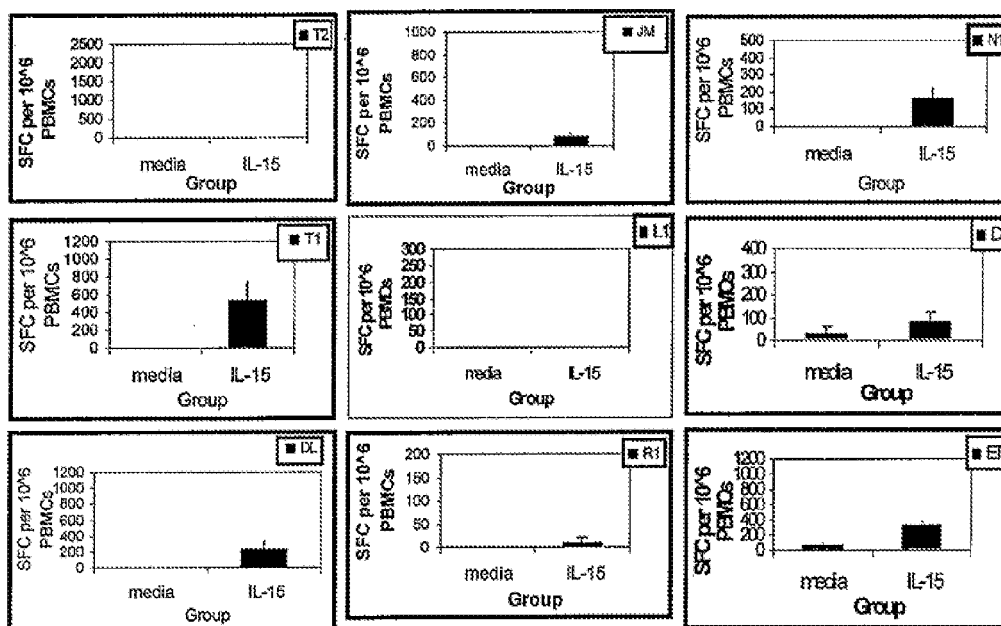 T2
2500
2000
1500
1000
500
0
SFC per 10^6
PBMCs
media IL-15
Group
JM
1000
800
600
400
200
0
SFC per 10^6
PBMCs
media IL-15
Group
N1
500
400
300
200
100
0
SFC per 10^6
PBMCs
media IL-15
Group
T1
1200
1000
800
600
400
200
0
SFC per 10^6
PBMCs
media IL-15
Group
L1
300
250
200
150
100
50
0
SFC per 10^6
PBMCs
media IL-15
Group
400
300
200
100
0
SFC per 10^6
PBMCs
media IL-15
Group
DL
1200
1000
800
600
400
200
0
SFC per 10^6
PBMCs
media IL-15
Group
R1
200
150
100
50
0
SFC per 10^6
PBMCs
media IL-15
Group
1200
1000
800
600
400
200
0
SFC per 10^6
PBMCs
media IL-15
Group